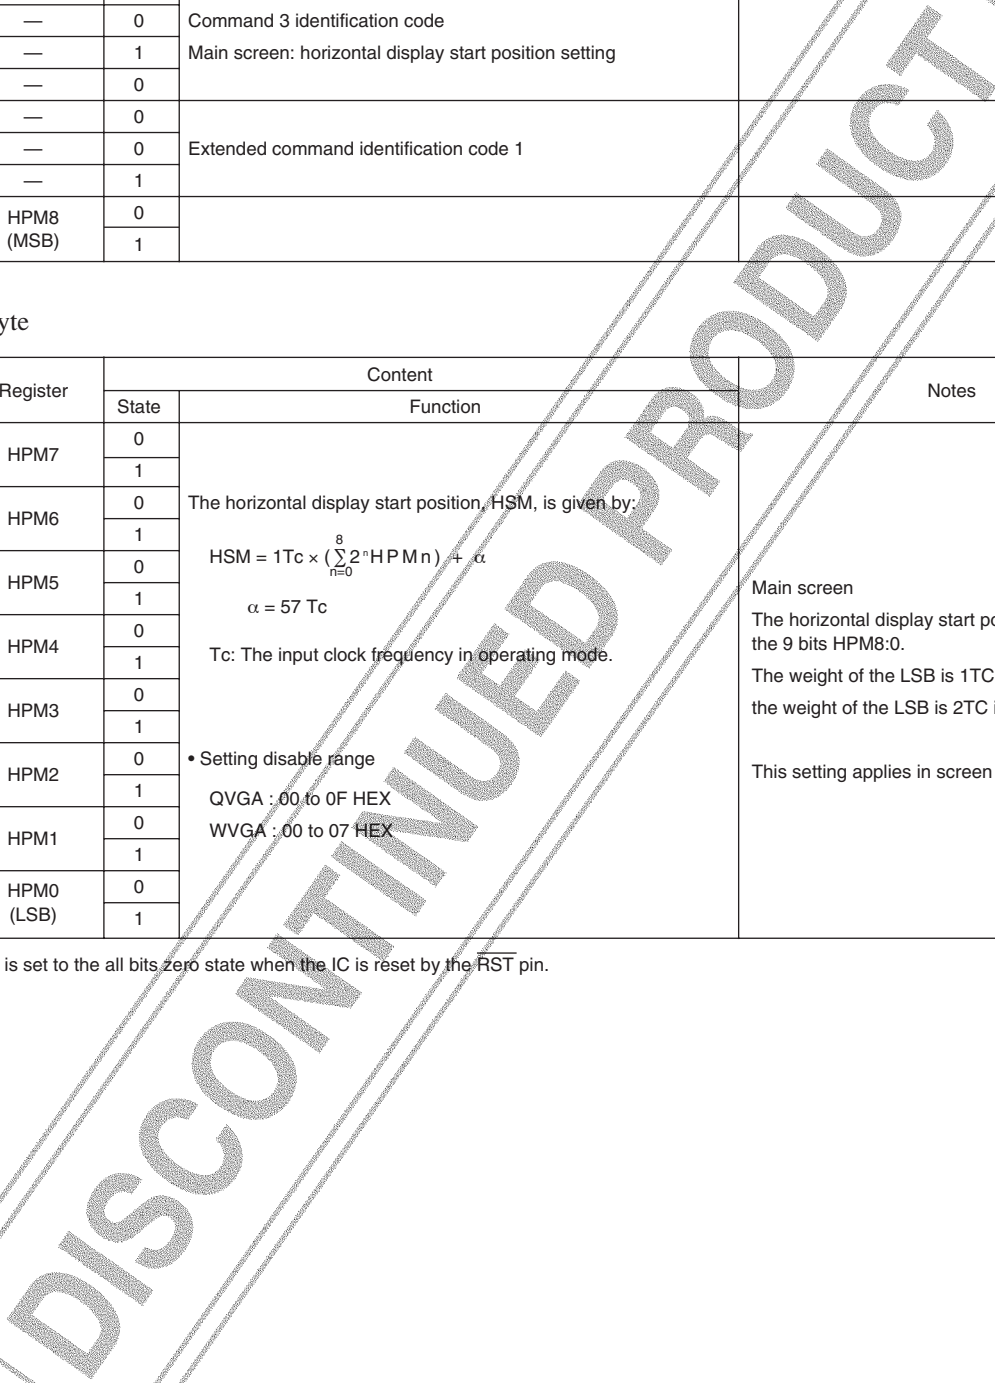 — 0 Command 3 identification code
— 1 Main screen: horizontal display start position setting
— 0
— 0
— 0 Extended command identification code 1
— 1
HPM8 0
(MSB) 1
Register Content Notes
State Function
HPM7 0
1
HPM6 0 The horizontal display start position, HSM, is given by:
1
HSM = 1Tc × (8∑n=0 2ⁿ HPMn) + α
HPM5 0
1 Main screen
α = 57 Tc
The horizontal display start
HPM4 0
the 9 bits HPM8:0.
1 Tc: The input clock frequency in operating mode.
The weight of the LSB is 1TC
HPM3 0
the weight of the LSB is 2TC
1
HPM2 0 • Setting disable range
This setting applies in screen
1
QVGA : 00 to 0F HEX
HPM1 0 WVGA : 00 to 07 HEX
1
HPM0 0
(LSB) 1
is set to the all bits zero state when the IC is reset by the RST pin.
DISCONTINUED PRODUCT